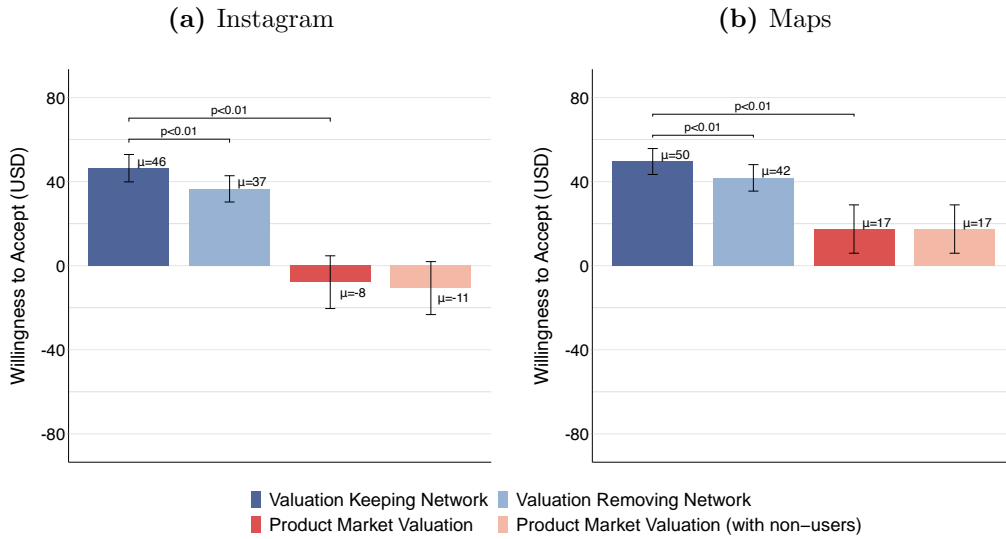 (a) Instagram
Willingness to Accept (USD)
80
40
0
-40
-80
p<0.01
p<0.01
μ=46
μ=37
μ=-8
μ=-11
(b) Maps
Willingness to Accept (USD)
80
40
0
-40
-80
p<0.01
p<0.01
μ=50
μ=42
μ=17
μ=17
Valuation Keeping Network
Valuation Removing Network
Product Market Valuation
Product Market Valuation (with non−users)